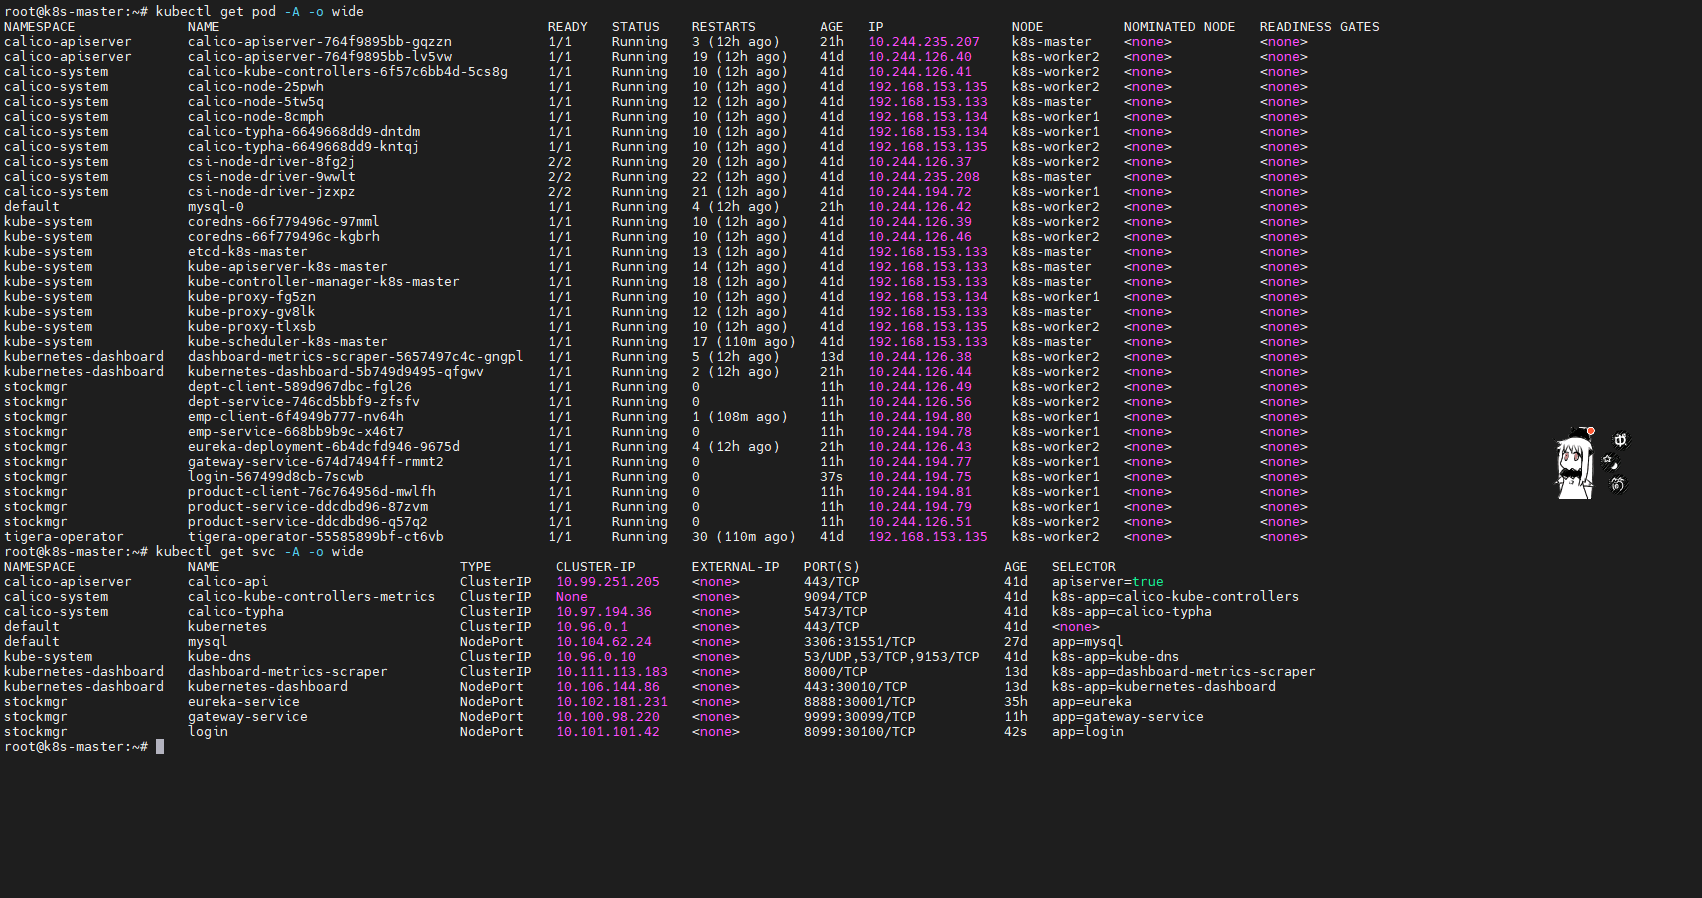 root@k8s-master:~# kubectl get pod -A -o wide
NAMESPACE NAME READY STATUS RESTARTS AGE IP NODE NOMINATED NODE READINESS GATES
calico-apiserver calico-apiserver-764f9895bb-gqzzn 1/1 Running 3 (12h ago) 21h 10.244.235.207 k8s-master <none> <none>
calico-apiserver calico-apiserver-764f9895bb-lv5vw 1/1 Running 19 (12h ago) 41d 10.244.126.40 k8s-worker2 <none> <none>
calico-system calico-kube-controllers-6f57c6bb4d-5cs8g 1/1 Running 10 (12h ago) 41d 10.244.126.41 k8s-worker2 <none> <none>
calico-system calico-node-25pwh 1/1 Running 10 (12h ago) 41d 192.168.153.135 k8s-worker2 <none> <none>
calico-system calico-node-5tw5q 1/1 Running 12 (12h ago) 41d 192.168.153.133 k8s-master <none> <none>
calico-system calico-node-8cmph 1/1 Running 10 (12h ago) 41d 192.168.153.134 k8s-worker1 <none> <none>
calico-system calico-typha-6649668dd9-dntdm 1/1 Running 10 (12h ago) 41d 192.168.153.134 k8s-worker1 <none> <none>
calico-system calico-typha-6649668dd9-kntqj 1/1 Running 10 (12h ago) 41d 192.168.153.135 k8s-worker2 <none> <none>
calico-system csi-node-driver-8fg2j 2/2 Running 20 (12h ago) 41d 10.244.126.37 k8s-worker2 <none> <none>
calico-system csi-node-driver-9wwlt 2/2 Running 22 (12h ago) 41d 10.244.235.208 k8s-master <none> <none>
calico-system csi-node-driver-jzxpz 2/2 Running 21 (12h ago) 41d 10.244.194.72 k8s-worker1 <none> <none>
default mysql-0 1/1 Running 4 (12h ago) 21h 10.244.126.42 k8s-worker2 <none> <none>
kube-system coredns-66f779496c-97mml 1/1 Running 10 (12h ago) 41d 10.244.126.39 k8s-worker2 <none> <none>
kube-system coredns-66f779496c-kgbrh 1/1 Running 10 (12h ago) 41d 10.244.126.46 k8s-worker2 <none> <none>
kube-system etcd-k8s-master 1/1 Running 13 (12h ago) 41d 192.168.153.133 k8s-master <none> <none>
kube-system kube-apiserver-k8s-master 1/1 Running 14 (12h ago) 41d 192.168.153.133 k8s-master <none> <none>
kube-system kube-controller-manager-k8s-master 1/1 Running 18 (12h ago) 41d 192.168.153.133 k8s-master <none> <none>
kube-system kube-proxy-fg5zn 1/1 Running 10 (12h ago) 41d 192.168.153.134 k8s-worker1 <none> <none>
kube-system kube-proxy-gv8lk 1/1 Running 12 (12h ago) 41d 192.168.153.133 k8s-master <none> <none>
kube-system kube-proxy-tlxsb 1/1 Running 10 (12h ago) 41d 192.168.153.135 k8s-worker2 <none> <none>
kube-system kube-scheduler-k8s-master 1/1 Running 17 (110m ago) 41d 192.168.153.133 k8s-master <none> <none>
kubernetes-dashboard dashboard-metrics-scraper-5657497c4c-gngpl 1/1 Running 5 (12h ago) 13d 10.244.126.38 k8s-worker2 <none> <none>
kubernetes-dashboard kubernetes-dashboard-5b749d9495-qfgwv 1/1 Running 2 (12h ago) 21h 10.244.126.44 k8s-worker2 <none> <none>
stockmgr dept-client-589d967dbc-fgl26 1/1 Running 0 11h 10.244.126.49 k8s-worker2 <none> <none>
stockmgr dept-service-746cd5bbf9-zfsfv 1/1 Running 0 11h 10.244.126.56 k8s-worker2 <none> <none>
stockmgr emp-client-6f4949b777-nv64h 1/1 Running 1 (108m ago) 11h 10.244.194.80 k8s-worker1 <none> <none>
stockmgr emp-service-668bb9b9c-x46t7 1/1 Running 0 11h 10.244.194.78 k8s-worker1 <none> <none>
stockmgr eureka-deployment-6b4dcfd946-9675d 1/1 Running 4 (12h ago) 21h 10.244.126.43 k8s-worker2 <none> <none>
stockmgr gateway-service-674d7494ff-rmmt2 1/1 Running 0 11h 10.244.194.77 k8s-worker1 <none> <none>
stockmgr login-567499d8cb-7scwb 1/1 Running 0 37s 10.244.194.75 k8s-worker1 <none> <none>
stockmgr product-client-76c764956d-mwlfh 1/1 Running 0 11h 10.244.194.81 k8s-worker1 <none> <none>
stockmgr product-service-ddcdbd96-87zvm 1/1 Running 0 11h 10.244.194.79 k8s-worker1 <none> <none>
stockmgr product-service-ddcdbd96-q57q2 1/1 Running 0 11h 10.244.126.51 k8s-worker2 <none> <none>
tigera-operator tigera-operator-55585899bf-ct6vb 1/1 Running 30 (110m ago) 41d 192.168.153.135 k8s-worker2 <none> <none>
root@k8s-master:~# kubectl get svc -A -o wide
NAMESPACE NAME TYPE CLUSTER-IP EXTERNAL-IP PORT(S) AGE SELECTOR
calico-apiserver calico-api ClusterIP 10.99.251.205 <none> 443/TCP 41d apiserver=true
calico-system calico-kube-controllers-metrics ClusterIP None <none> 9094/TCP 41d k8s-app=calico-kube-controllers
calico-system calico-typha ClusterIP 10.97.194.36 <none> 5473/TCP 41d k8s-app=calico-typha
default kubernetes ClusterIP 10.96.0.1 <none> 443/TCP 41d <none>
default mysql NodePort 10.104.62.24 <none> 3306:31551/TCP 27d app=mysql
kube-system kube-dns ClusterIP 10.96.0.10 <none> 53/UDP,53/TCP,9153/TCP 41d k8s-app=kube-dns
kubernetes-dashboard dashboard-metrics-scraper ClusterIP 10.111.113.183 <none> 8000/TCP 13d k8s-app=dashboard-metrics-scraper
kubernetes-dashboard kubernetes-dashboard NodePort 10.106.144.86 <none> 443:30010/TCP 13d k8s-app=kubernetes-dashboard
stockmgr eureka-service NodePort 10.102.181.231 <none> 8888:30001/TCP 35h app=eureka
stockmgr gateway-service NodePort 10.100.98.220 <none> 9999:30099/TCP 11h app=gateway-service
stockmgr login NodePort 10.101.101.42 <none> 8099:30100/TCP 42s app=login
root@k8s-master:~#